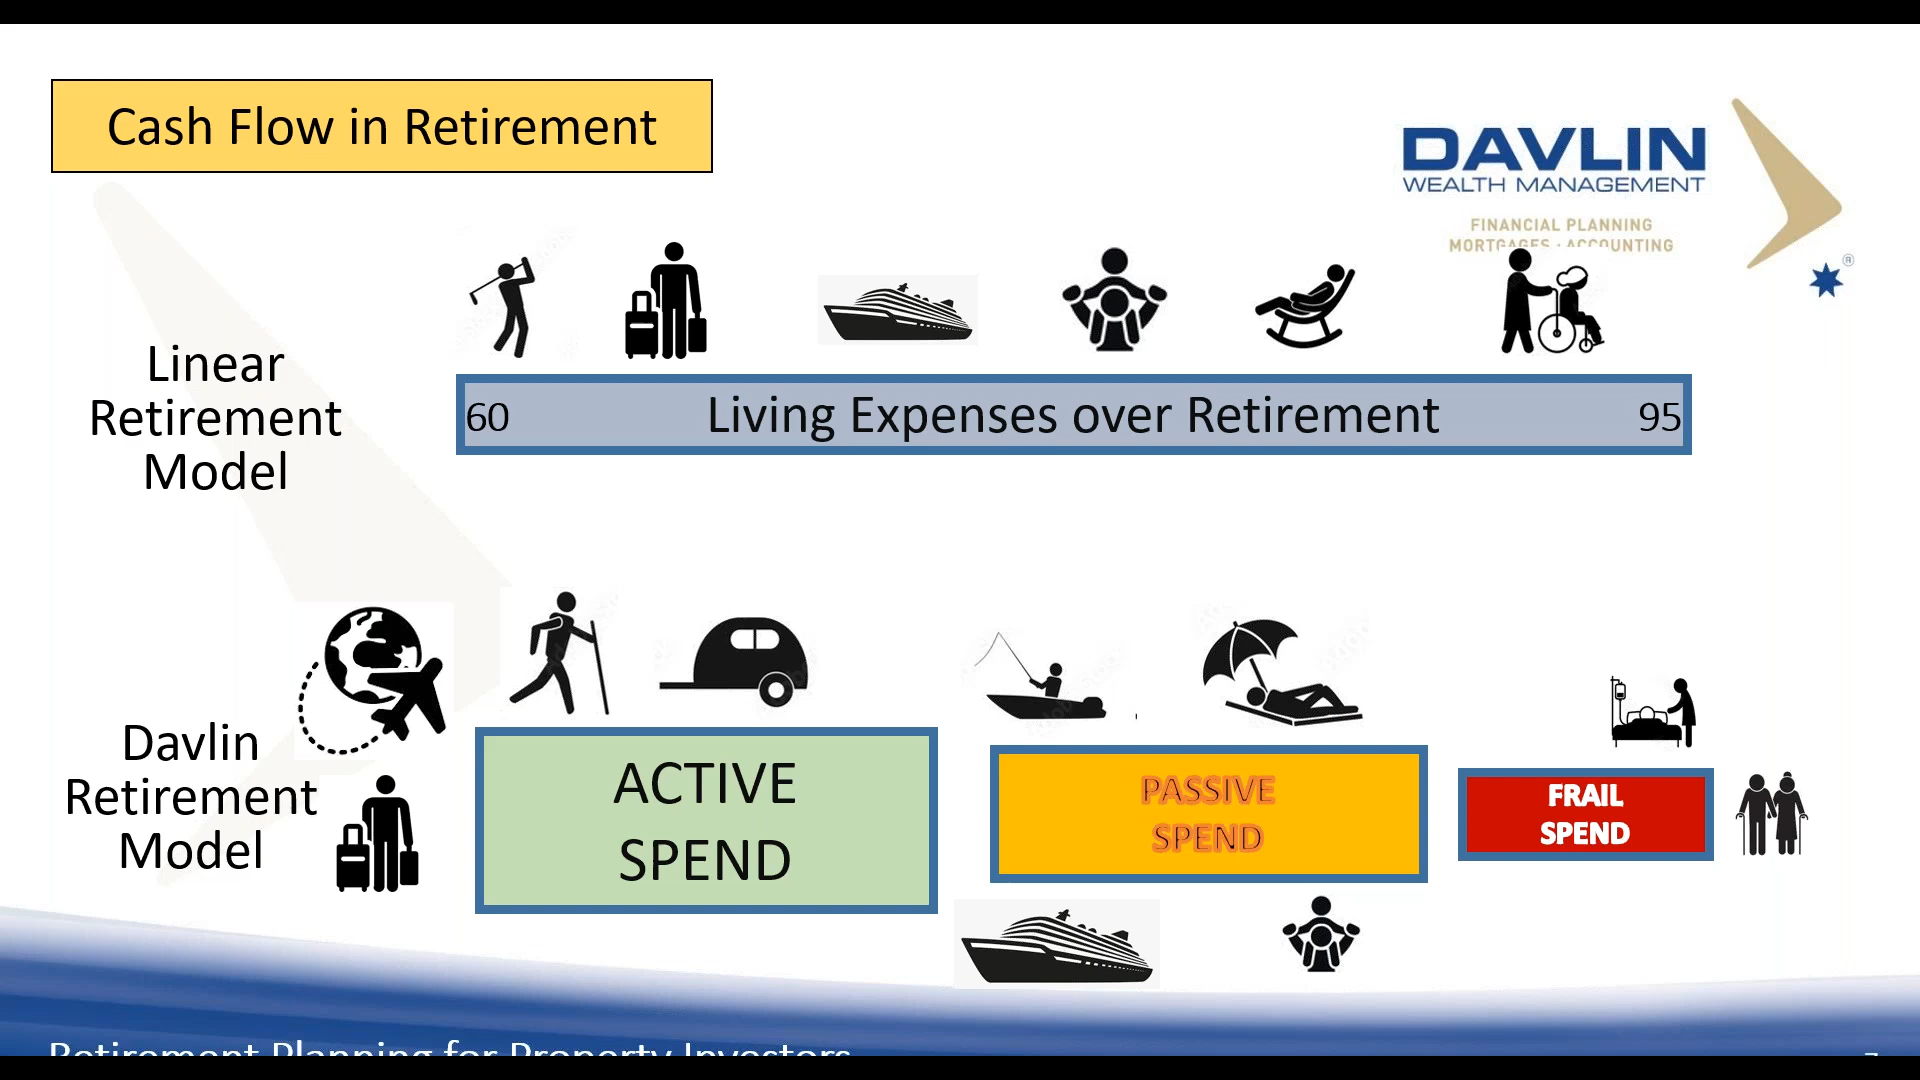 Cash Flow in Retirement
DAVLIN
WEALTH MANAGEMENT
FINANCIAL PLANNING
MORTGAGES · ACCOUNTING
®
Linear
Retirement
Model
60 Living Expenses over Retirement 95
Davlin
Retirement
Model
ACTIVE
SPEND
PASSIVE
SPEND
FRAIL
SPEND
Retirement Planning for Property Investors